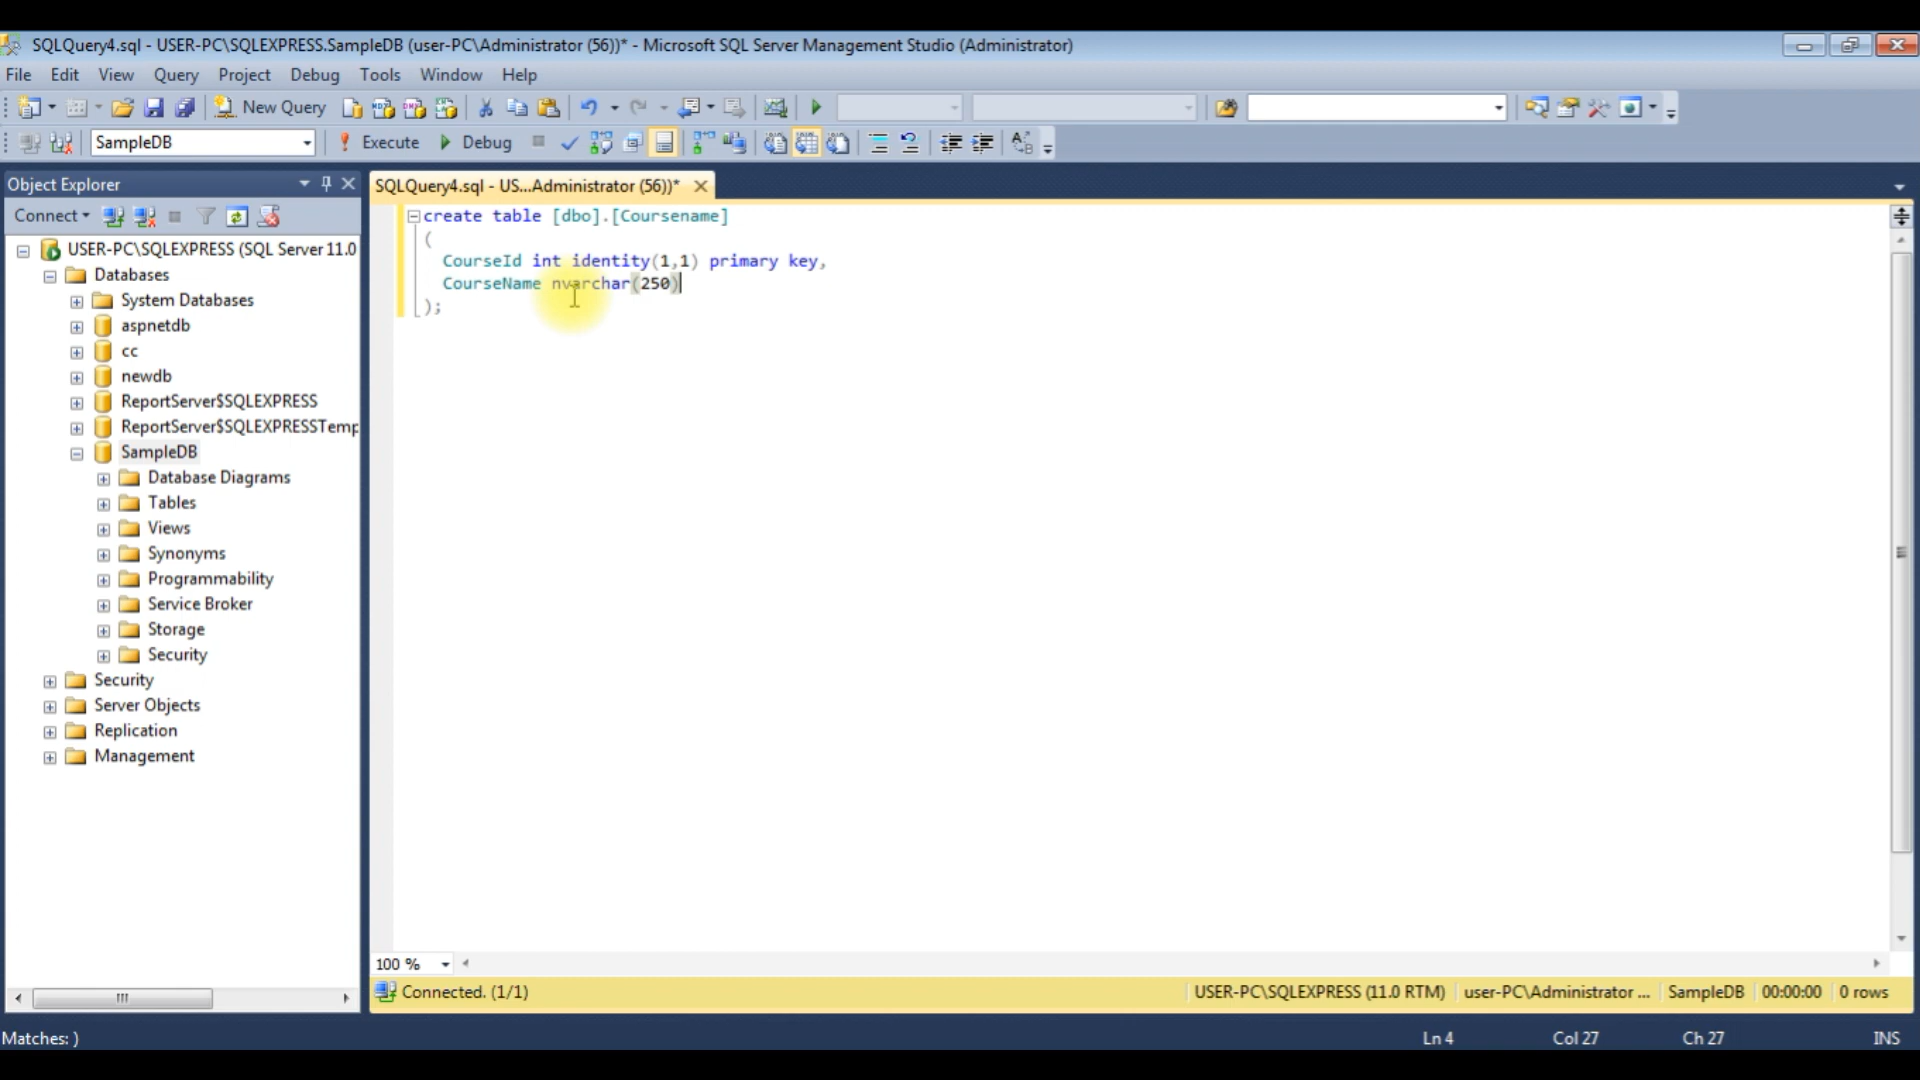 SQLQuery4.sql - USER-PC\SQLEXPRESS.SampleDB (user-PC\Administrator (56))* - Microsoft SQL Server Management Studio (Administrator)
File Edit View Query Project Debug Tools Window Help
New Query
SampleDB Execute Debug
Object Explorer
SQLQuery4.sql - US...Administrator (56))*
Connect
USER-PC\SQLEXPRESS (SQL Server 11.0
Databases
System Databases
aspnetdb
cc
newdb
ReportServer$SQLEXPRESS
ReportServer$SQLEXPRESSTemp
SampleDB
Database Diagrams
Tables
Views
Synonyms
Programmability
Service Broker
Storage
Security
Security
Server Objects
Replication
Management
create table [dbo].[Coursename]
(
CourseId int identity(1,1) primary key,
CourseName nvarchar(250)
);
100 %
Connected. (1/1)
USER-PC\SQLEXPRESS (11.0 RTM) user-PC\Administrator ... SampleDB 00:00:00 0 rows
Matches: ) Ln 4 Col 27 Ch 27 INS